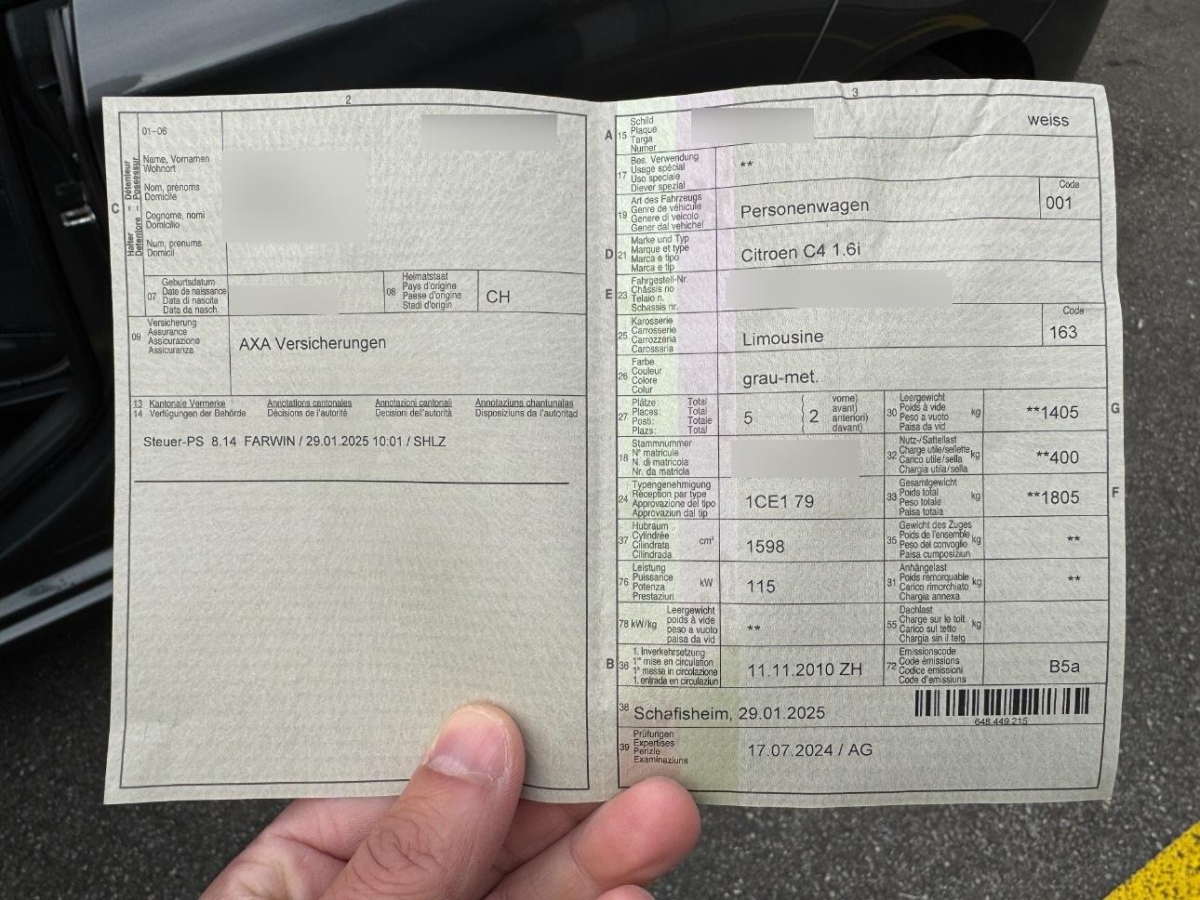 2
01-06
C
Halter – Détenteur
Detentore – Possessur
Name, Vornamen
Wohnort
Nom, prénoms
Domicile
Cognome, nomi
Domicilio
Num, prenums
Domicil
07
Geburtsdatum
Date de naissance
Data di nascita
Data da nasch.
08
Heimatstaat
Pays d'origine
Paese d'origine
Stadi d'origin
CH
09
Versicherung
Assurance
Assicurazione
Assicuranza
AXA Versicherungen
13 Kantonale Vermerke Annotations cantonales Annotazioni cantonali Annotaziuns chantunalas
14 Verfügungen der Behörde Décisions de l'autorité Decisioni dell'autorità Disposiziuns da l'autoritad
Steuer-PS 8.14 FARWIN / 29.01.2025 10:01 / SHLZ
3
A 15
Schild
Plaque
Targa
Numer
weiss
17
Bes. Verwendung
Usage spécial
Uso speciale
Diever spezial
**
19
Art des Fahrzeugs
Genre de véhicule
Genere di veicolo
Gener dal vehichel
Personenwagen
Code
001
D 21
Marke und Typ
Marque et type
Marca e tipo
Marca e tip
Citroen C4 1.6i
E 23
Fahrgestell-Nr.
Châssis no
Telaio n.
Schassis nr.
25
Karosserie
Carrosserie
Carrozzeria
Carossaria
Limousine
Code
163
26
Farbe
Couleur
Colore
Colur
grau-met.
27
Plätze: Total
Places: Total
Posti: Totale
Plazs: Total
5
2
vorne)
avant)
anteriori)
davant)
30
Leergewicht
Poids à vide
Peso a vuoto
Paisa da vid
kg
**1405
G
18
Stammnummer
N° matricule
N. di matricola
Nr. da matricla
32
Nutz-/Sattellast
Charge utile/sellette
Carico utile/sella
Chargia utila/sella
kg
**400
24
Typengenehmigung
Réception par type
Approvazione del tipo
Approvaziun dal tip
1CE1 79
33
Gesamtgewicht
Poids total
Peso totale
Paisa totala
kg
**1805
F
37
Hubraum
Cylindrée
Cilindrata
Cilindrada
cm³
1598
35
Gewicht des Zuges
Poids de l'ensemble
Peso del convoglio
Paisa cumposiziun
kg
**
76
Leistung
Puissance
Potenza
Prestaziun
kW
115
31
Anhängelast
Poids remorquable
Carico rimorchiato
Chargia annexa
kg
**
78 kW/kg
Leergewicht
poids à vide
peso a vuoto
paisa da vid
**
55
Dachlast
Charge sur le toit
Carico sul tetto
Chargia sin il tetg
kg
B 36
1. Inverkehrsetzung
1re mise en circulation
1a messa in circolazione
1. entrada en circulaziun
11.11.2010 ZH
72
Emissionscode
Code émissions
Codice emissioni
Code d'emissiuns
B5a
38
Schafisheim, 29.01.2025
648 449 215
39
Prüfungen
Expertises
Perizie
Examinaziuns
17.07.2024 / AG